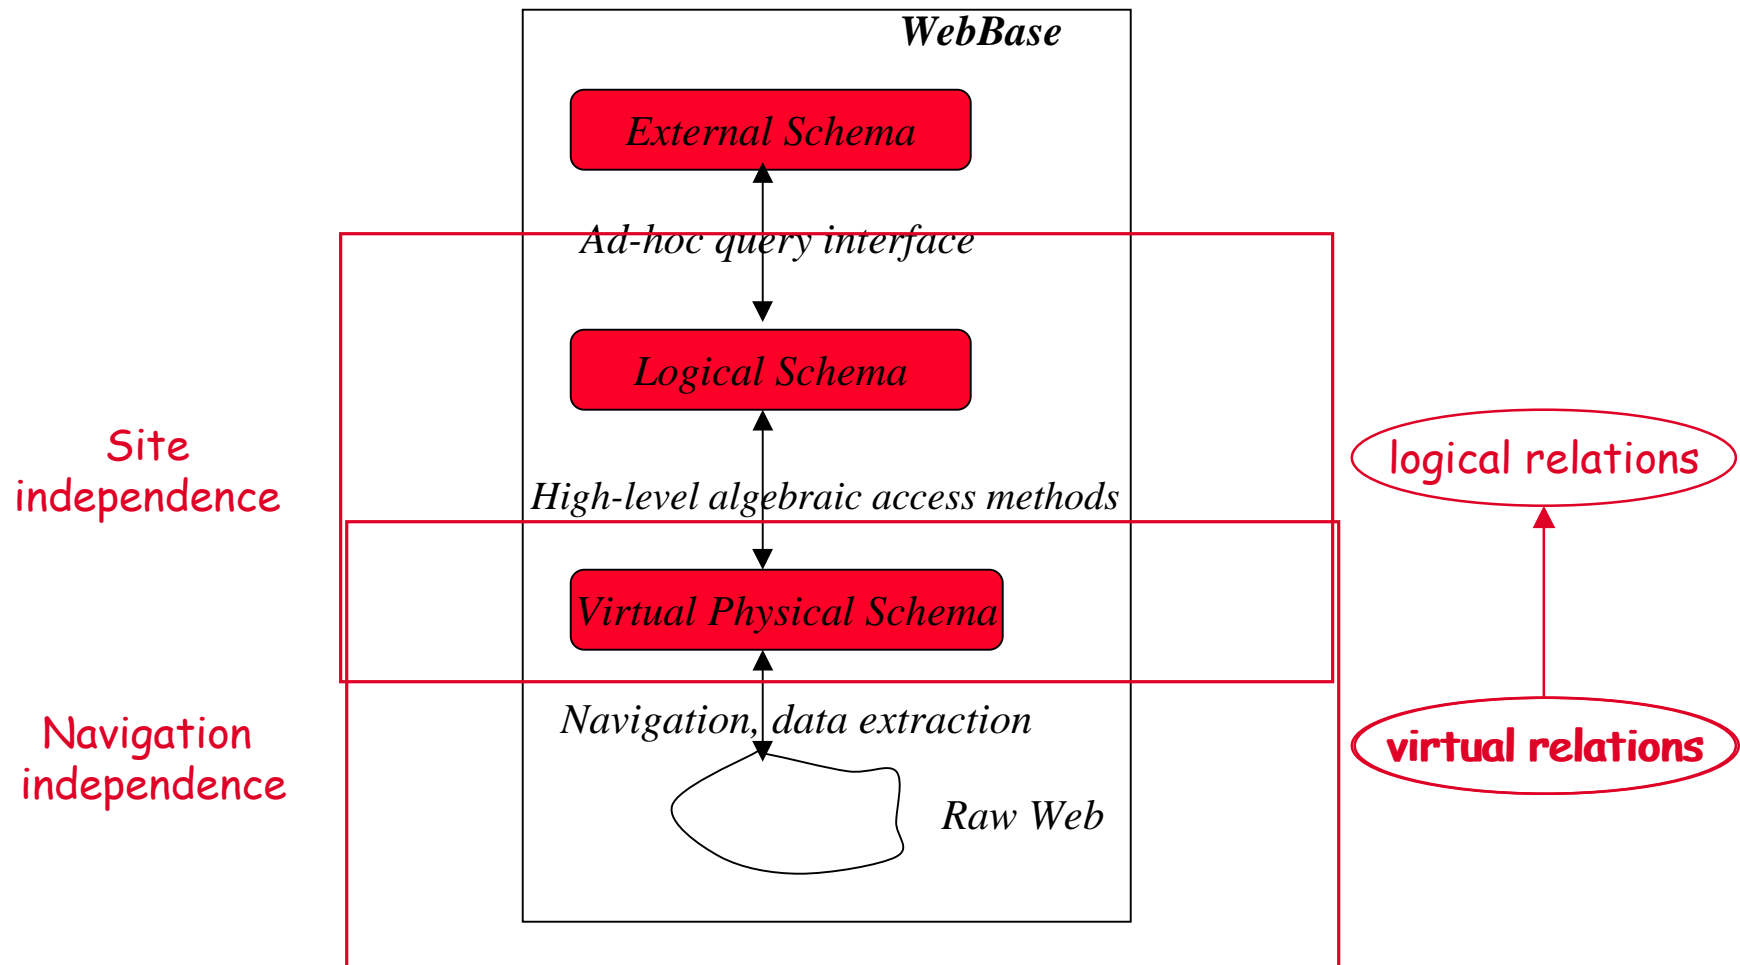 WebBase
External Schema
Ad-hoc query interface
Logical Schema
Site
independence
logical relations
High-level algebraic access methods
Virtual Physical Schema
Navigation, data extraction
Navigation
independence
virtual relations
Raw Web